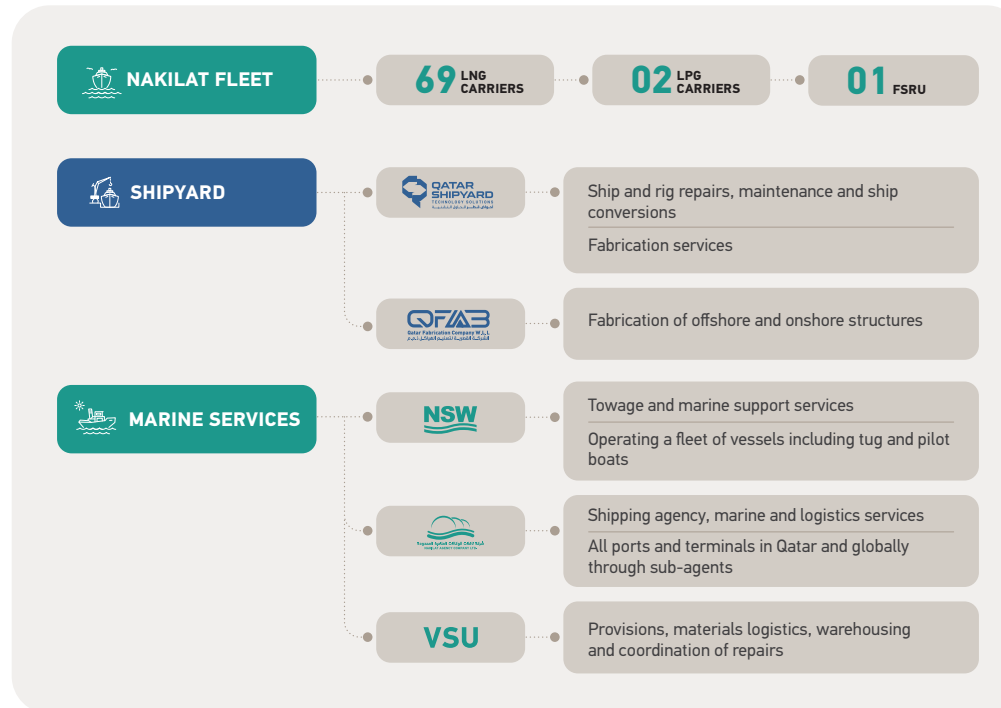 NAKILAT FLEET
69 LNG CARRIERS
02 LPG CARRIERS
01 FSRU
SHIPYARD
QATAR
SHIPYARD
TECHNOLOGY SOLUTIONS
Ship and rig repairs, maintenance and ship
conversions
Fabrication services
QFAB
Qatar Fabrication Company W.L.L
Fabrication of offshore and onshore structures
MARINE SERVICES
NSW
Towage and marine support services
Operating a fleet of vessels including tug and pilot
boats
Shipping agency, marine and logistics services
All ports and terminals in Qatar and globally
through sub-agents
VSU
Provisions, materials logistics, warehousing
and coordination of repairs